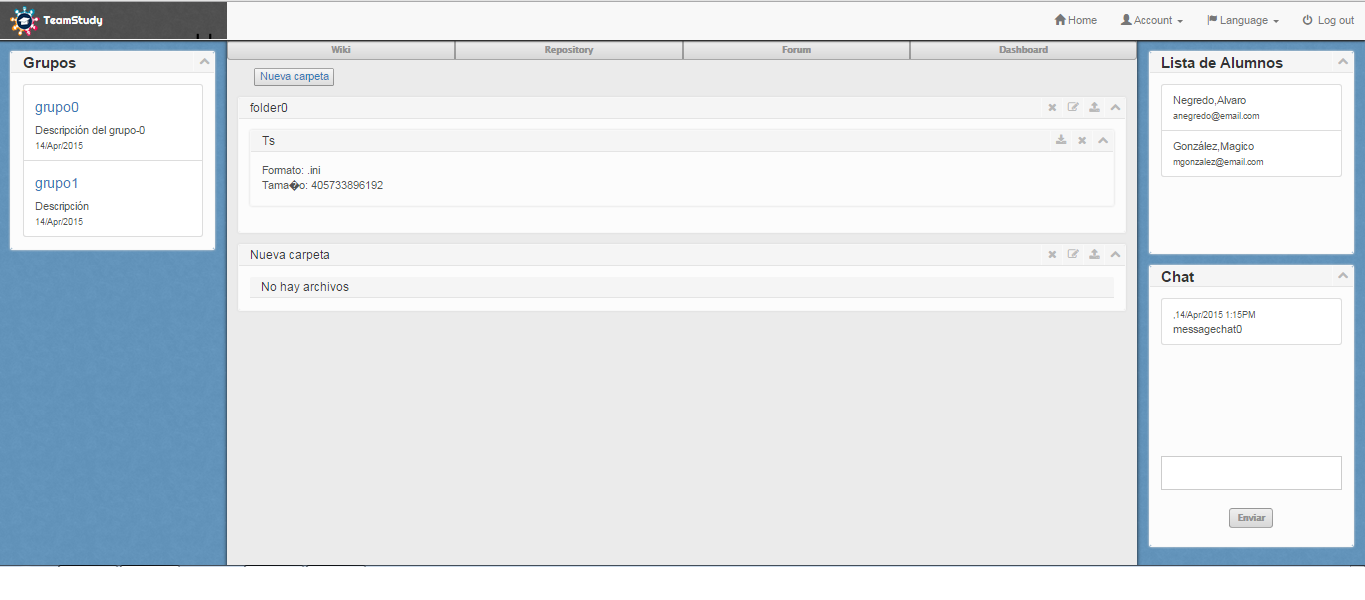 TeamStudy
Home
Account
Language
Log out
Grupos
grupo0
Descripción del grupo-0
14/Apr/2015
grupo1
Descripción
14/Apr/2015
Wiki
Repository
Forum
Dashboard
Nueva carpeta
folder0
Ts
Formato: .ini
Tama�o: 405733896192
Nueva carpeta
No hay archivos
Lista de Alumnos
Negredo,Alvaro
anegredo@email.com
González,Magico
mgonzalez@email.com
Chat
,14/Apr/2015 1:15PM
messagechat0
Enviar